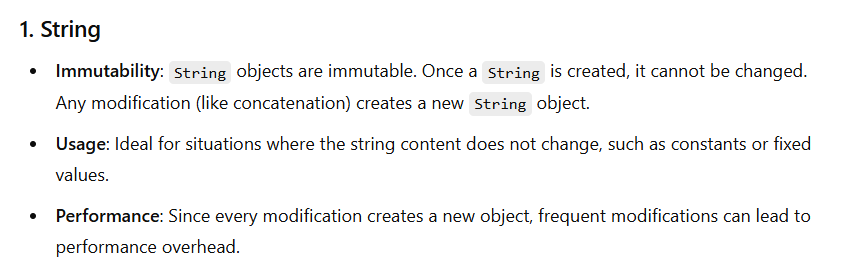 1. String
• Immutability: String objects are immutable. Once a String is created, it cannot be changed.
Any modification (like concatenation) creates a new String object.
• Usage: Ideal for situations where the string content does not change, such as constants or fixed
values.
• Performance: Since every modification creates a new object, frequent modifications can lead to
performance overhead.